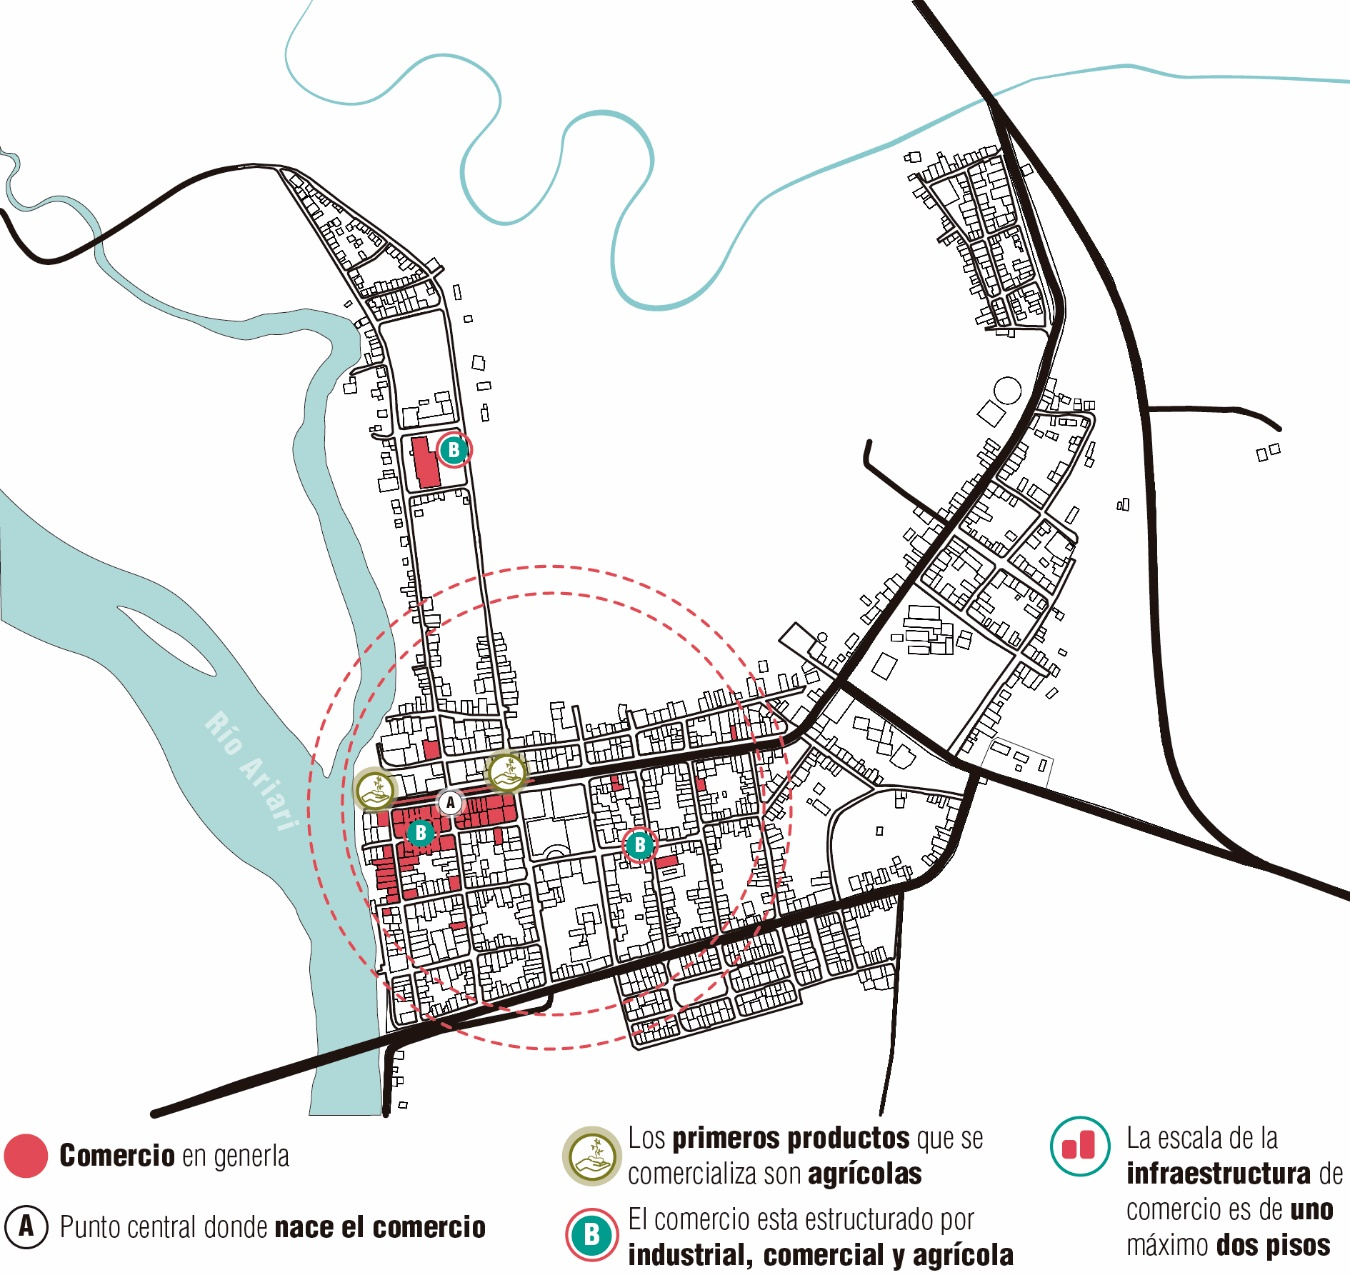 B
A
B
B
Río Ariari
Comercio en generla
A Punto central donde nace el comercio
Los primeros productos que se
comercializa son agrícolas
B El comercio esta estructurado por
industrial, comercial y agrícola
La escala de la
infraestructura de
comercio es de uno
máximo dos pisos